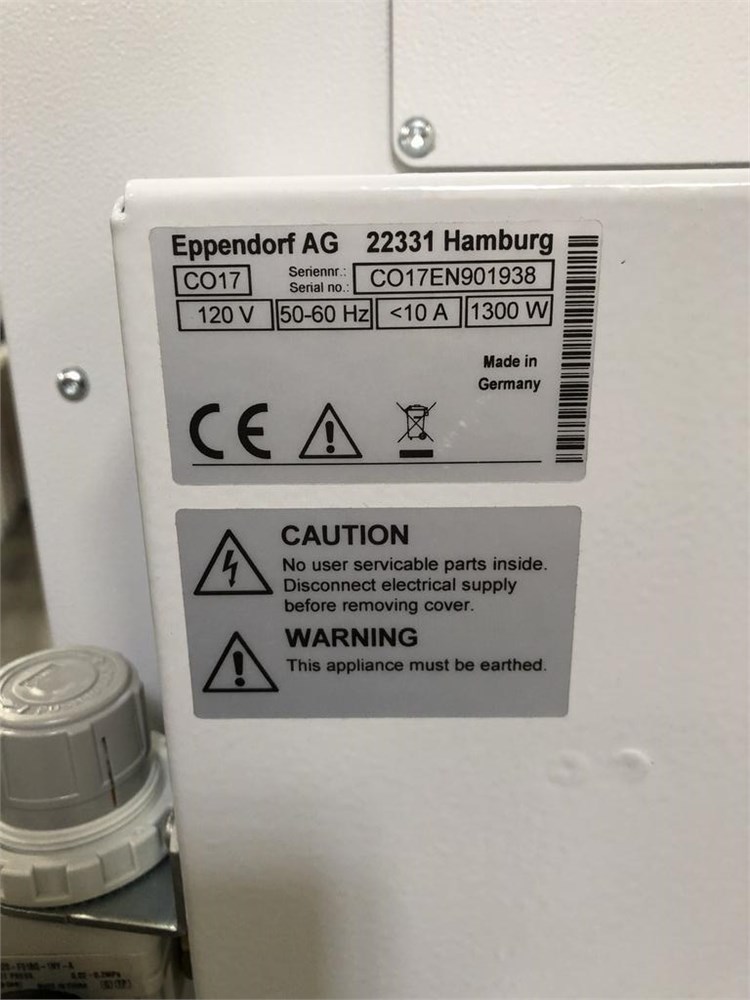 Eppendorf AG 22331 Hamburg
CO17 Seriennr.: Serial no.: CO17EN901938
120 V 50-60 Hz <10 A 1300 W
Made in
Germany
CE
CAUTION
No user servicable parts inside.
Disconnect electrical supply
before removing cover.
WARNING
This appliance must be earthed.